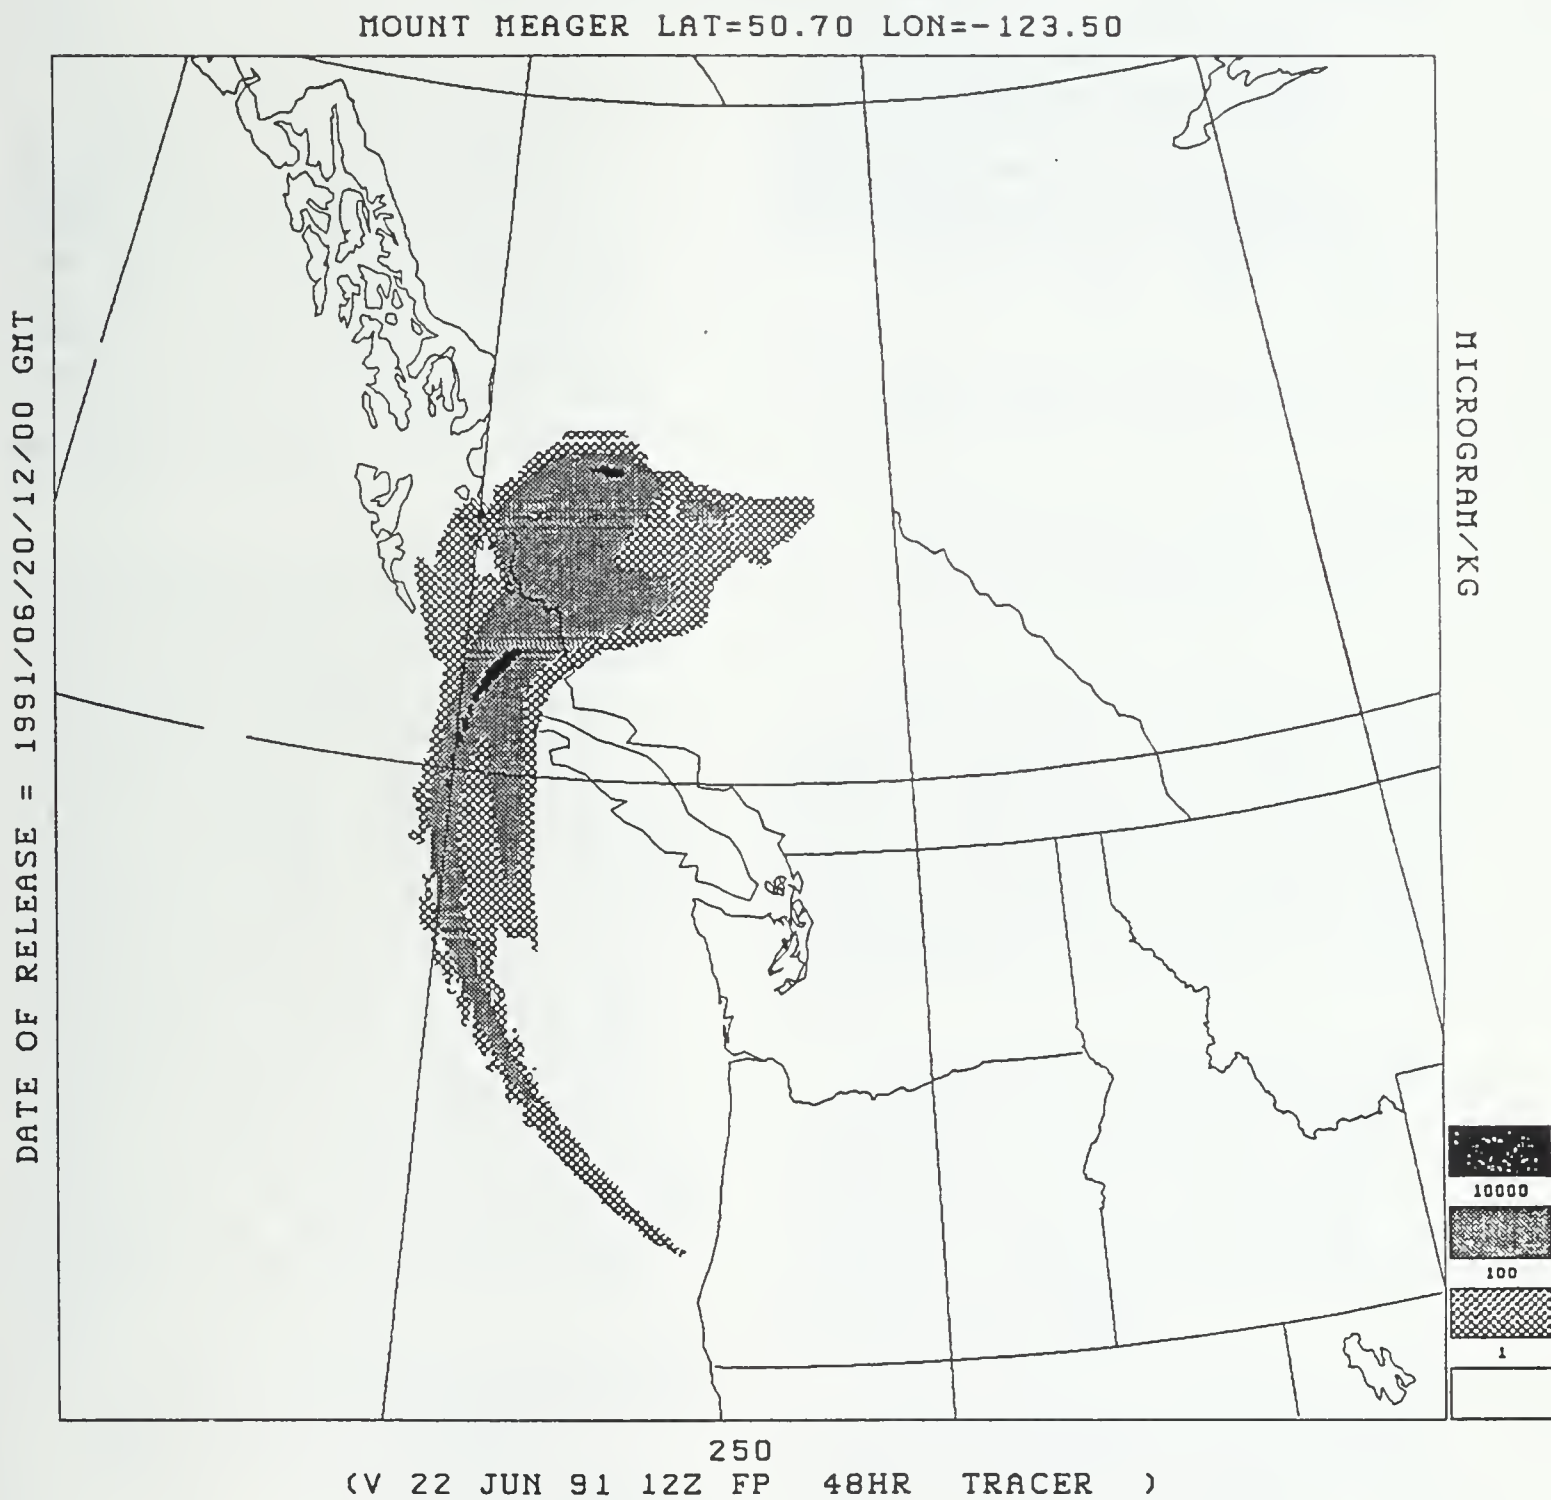 MOUNT MEAGER LAT=50.70 LON=-123.50
DATE OF RELEASE = 1991/06/20/12/00 GMT
MICROGRAM/KG
10000
100
1
250
(V 22 JUN 91 12Z FP 48HR TRACER )